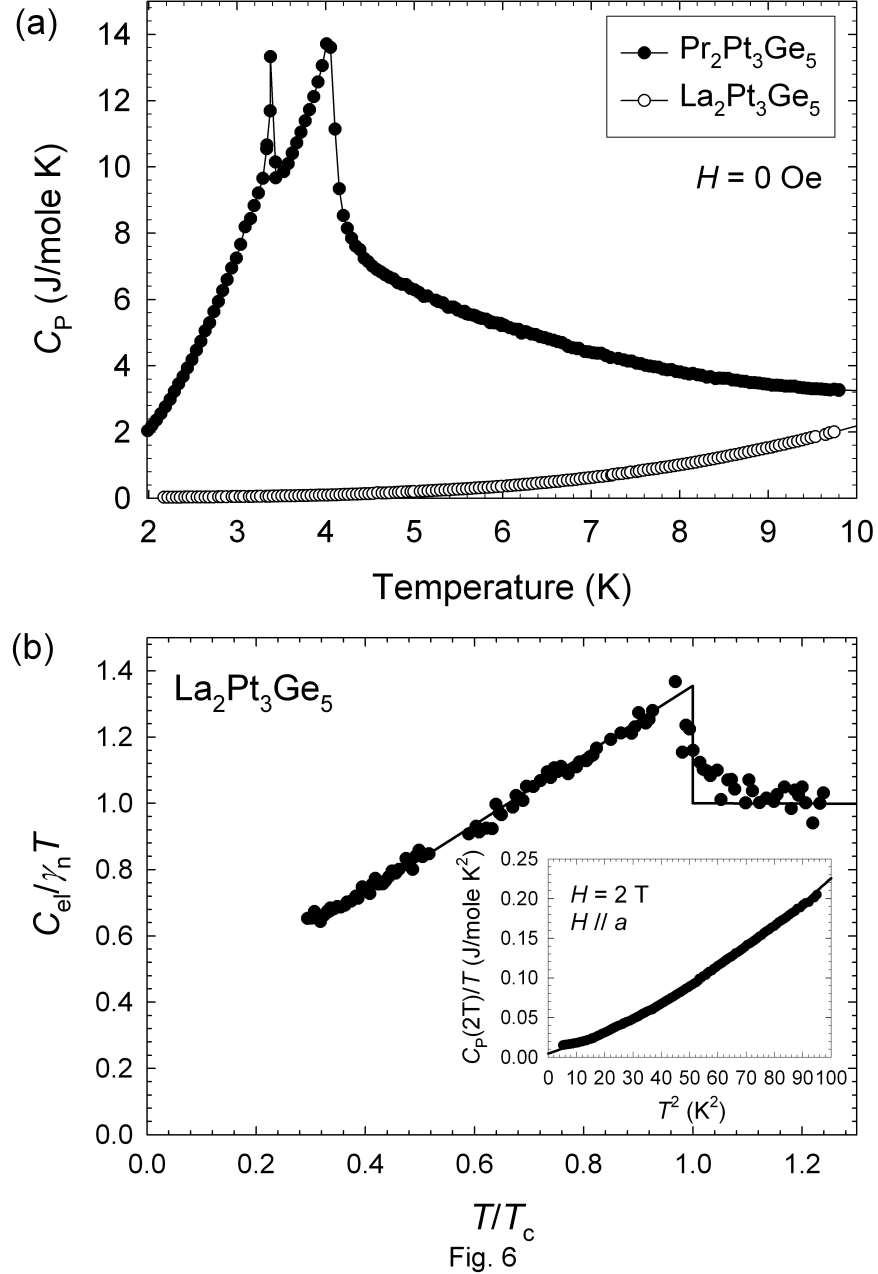 (a)
14
12
10
8
6
4
2
0
C_P (J/mole K)
Pr₂Pt₃Ge₅
La₂Pt₃Ge₅
H = 0 Oe
2 3 4 5 6 7 8 9 10
Temperature (K)
(b)
1.4
1.2
1.0
0.8
0.6
0.4
0.2
0.0
C_el/γₙT
La₂Pt₃Ge₅
0.25
0.20
0.15
0.10
0.05
0.00
C_P(2T)/T (J/mole K²)
H = 2 T
H // a
0 10 20 30 40 50 60 70 80 90 100
T² (K²)
0.0 0.2 0.4 0.6 0.8 1.0 1.2
T/T_c
Fig. 6